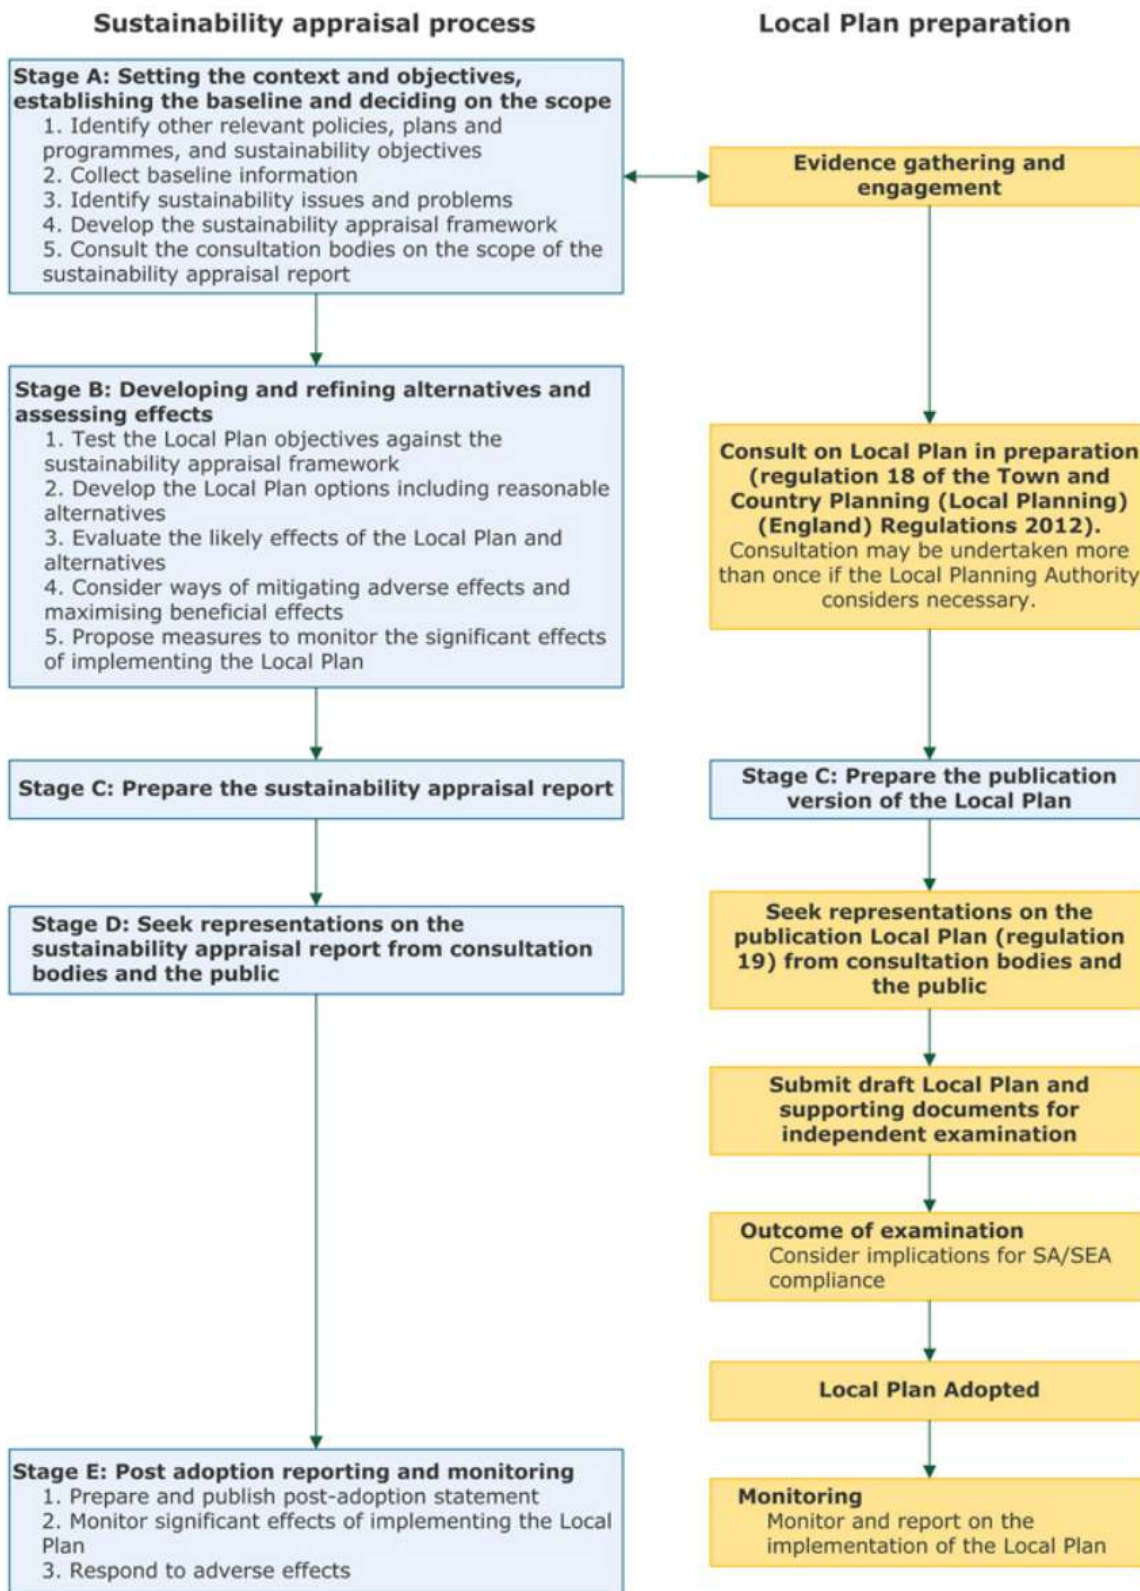 Sustainability appraisal process
Local Plan preparation
Stage A: Setting the context and objectives,
establishing the baseline and deciding on the scope
1. Identify other relevant policies, plans and
programmes, and sustainability objectives
2. Collect baseline information
3. Identify sustainability issues and problems
4. Develop the sustainability appraisal framework
5. Consult the consultation bodies on the scope of the
sustainability appraisal report
Evidence gathering and
engagement
Stage B: Developing and refining alternatives and
assessing effects
1. Test the Local Plan objectives against the
sustainability appraisal framework
2. Develop the Local Plan options including reasonable
alternatives
3. Evaluate the likely effects of the Local Plan and
alternatives
4. Consider ways of mitigating adverse effects and
maximising beneficial effects
5. Propose measures to monitor the significant effects
of implementing the Local Plan
Consult on Local Plan in preparation
(regulation 18 of the Town and
Country Planning (Local Planning)
(England) Regulations 2012).
Consultation may be undertaken more
than once if the Local Planning Authority
considers necessary.
Stage C: Prepare the sustainability appraisal report
Stage C: Prepare the publication
version of the Local Plan
Stage D: Seek representations on the
sustainability appraisal report from consultation
bodies and the public
Seek representations on the
publication Local Plan (regulation
19) from consultation bodies and
the public
Submit draft Local Plan and
supporting documents for
independent examination
Outcome of examination
Consider implications for SA/SEA
compliance
Local Plan Adopted
Stage E: Post adoption reporting and monitoring
1. Prepare and publish post-adoption statement
2. Monitor significant effects of implementing the Local
Plan
3. Respond to adverse effects
Monitoring
Monitor and report on the
implementation of the Local Plan